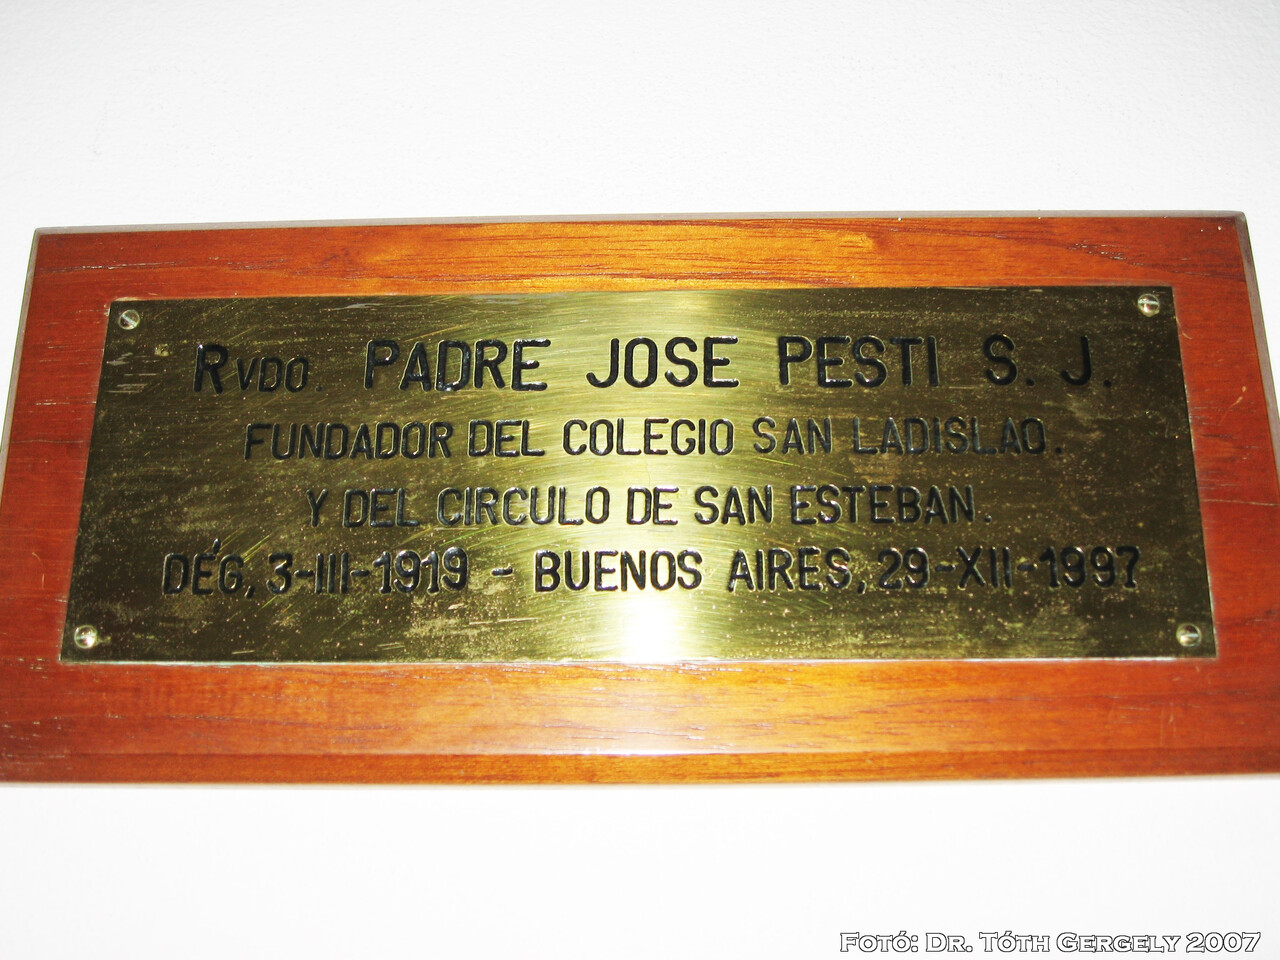 RVDO. PADRE JOSE PESTI S. J.
FUNDADOR DEL COLEGIO SAN LADISLAO.
Y DEL CIRCULO DE SAN ESTEBAN.
DÉG, 3-III-1919 - BUENOS AIRES, 29-XII-1997
Fotó: Dr. Tóth Gergely 2007